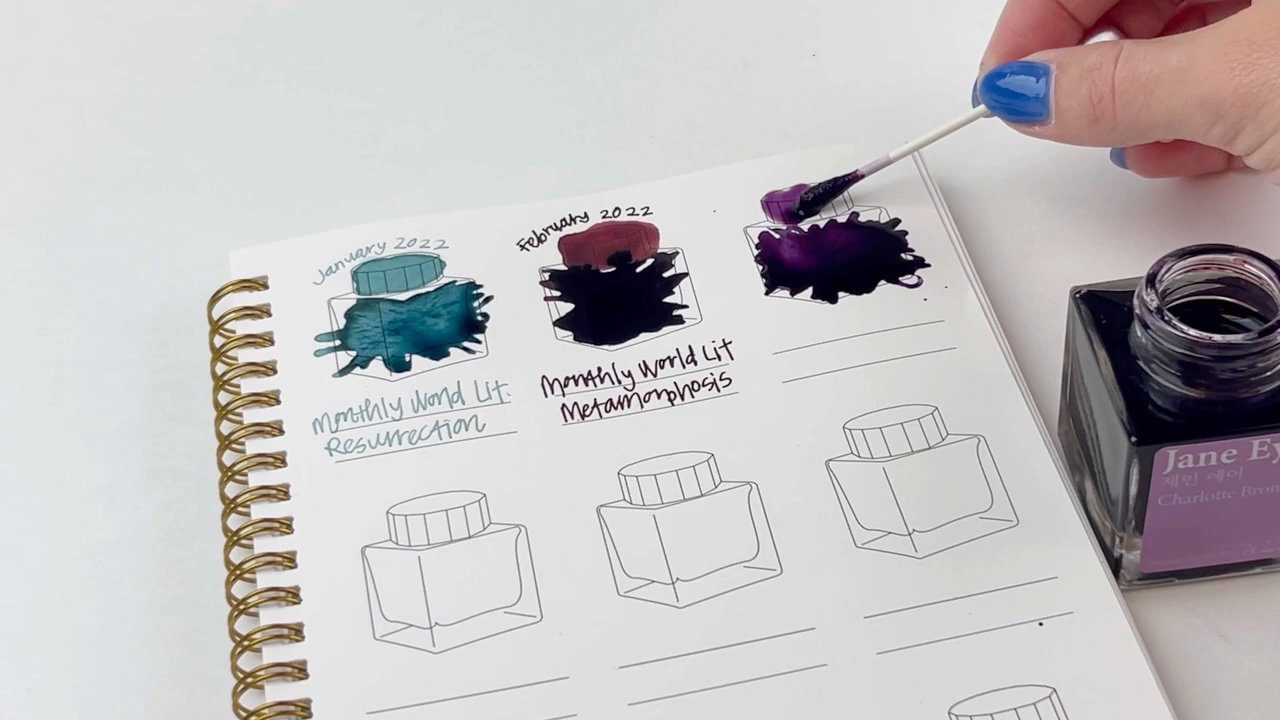 January 2022
Monthly World Lit.
Resurrection
February 2022
Monthly World Lit
Metamorphosis
Jane Ey
제인 에어
Charlotte Bron